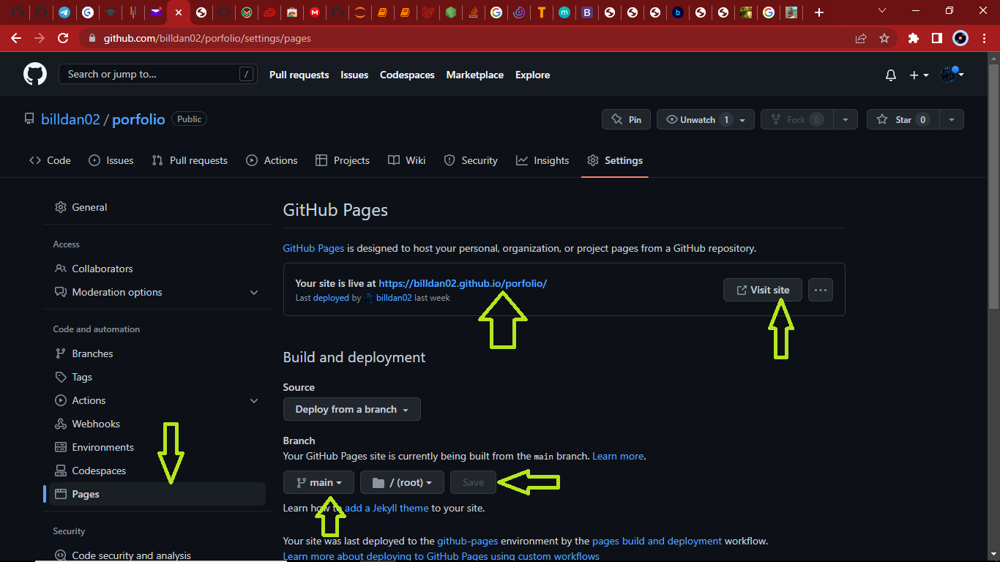 github.com/billdan02/porfolio/settings/pages
Search or jump to... /
Pull requests Issues Codespaces Marketplace Explore
billdan02 / porfolio Public
Pin Unwatch 1 Fork 0 Star 0
Code Issues Pull requests Actions Projects Wiki Security Insights Settings
General
Access
Collaborators
Moderation options
Code and automation
Branches
Tags
Actions
Webhooks
Environments
Codespaces
Pages
Security
Code security and analysis
GitHub Pages
GitHub Pages is designed to host your personal, organization, or project pages from a GitHub repository.
Your site is live at https://billdan02.github.io/porfolio/
Last deployed by billdan02 last week
Visit site
Build and deployment
Source
Deploy from a branch
Branch
Your GitHub Pages site is currently being built from the main branch. Learn more.
main / (root) Save
Learn how to add a Jekyll theme to your site.
Your site was last deployed to the github-pages environment by the pages build and deployment workflow.
Learn more about deploying to GitHub Pages using custom workflows